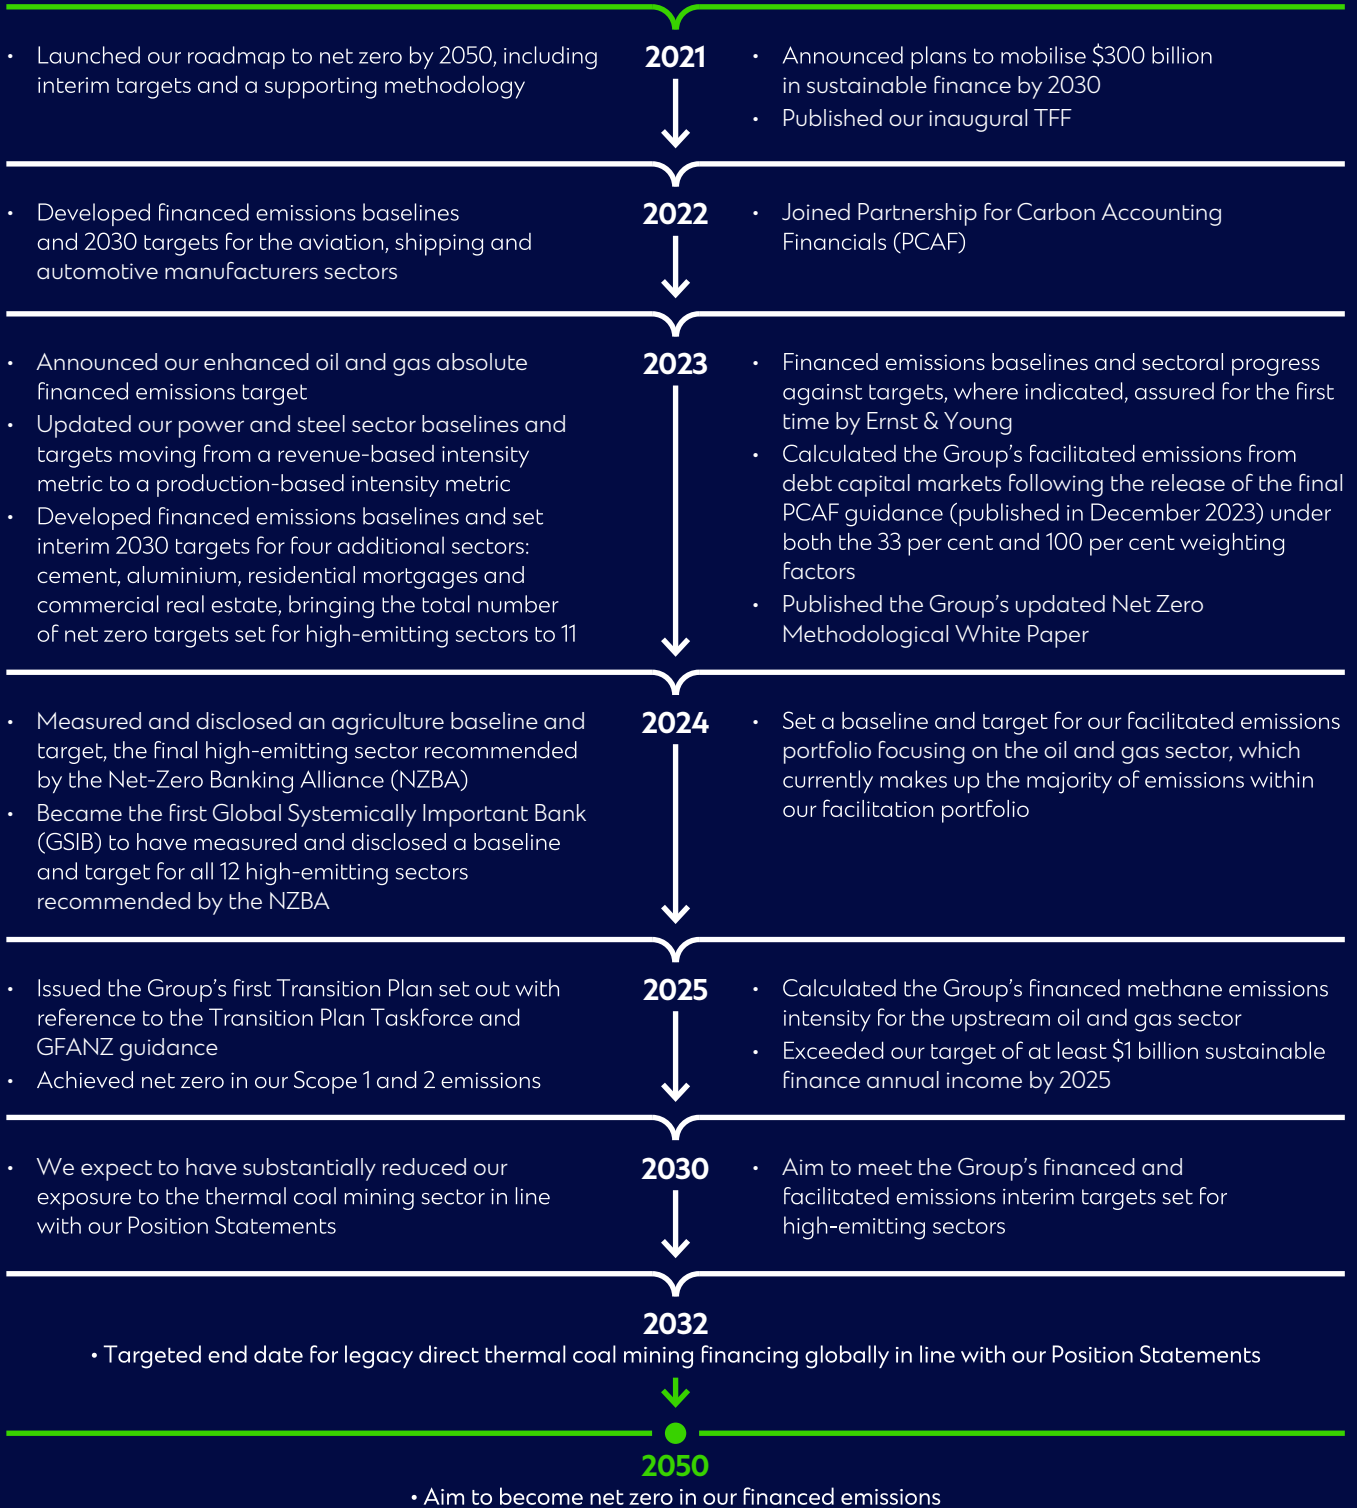 2021
• Launched our roadmap to net zero by 2050, including
interim targets and a supporting methodology
• Announced plans to mobilise $300 billion
in sustainable finance by 2030
• Published our inaugural TFF
2022
• Developed financed emissions baselines
and 2030 targets for the aviation, shipping and
automotive manufacturers sectors
• Joined Partnership for Carbon Accounting
Financials (PCAF)
2023
• Announced our enhanced oil and gas absolute
financed emissions target
• Updated our power and steel sector baselines and
targets moving from a revenue-based intensity
metric to a production-based intensity metric
• Developed financed emissions baselines and set
interim 2030 targets for four additional sectors:
cement, aluminium, residential mortgages and
commercial real estate, bringing the total number
of net zero targets set for high-emitting sectors to 11
• Financed emissions baselines and sectoral progress
against targets, where indicated, assured for the first
time by Ernst & Young
• Calculated the Group's facilitated emissions from
debt capital markets following the release of the final
PCAF guidance (published in December 2023) under
both the 33 per cent and 100 per cent weighting
factors
• Published the Group's updated Net Zero
Methodological White Paper
2024
• Measured and disclosed an agriculture baseline and
target, the final high-emitting sector recommended
by the Net-Zero Banking Alliance (NZBA)
• Became the first Global Systemically Important Bank
(GSIB) to have measured and disclosed a baseline
and target for all 12 high-emitting sectors
recommended by the NZBA
• Set a baseline and target for our facilitated emissions
portfolio focusing on the oil and gas sector, which
currently makes up the majority of emissions within
our facilitation portfolio
2025
• Issued the Group's first Transition Plan set out with
reference to the Transition Plan Taskforce and
GFANZ guidance
• Achieved net zero in our Scope 1 and 2 emissions
• Calculated the Group's financed methane emissions
intensity for the upstream oil and gas sector
• Exceeded our target of at least $1 billion sustainable
finance annual income by 2025
2030
• We expect to have substantially reduced our
exposure to the thermal coal mining sector in line
with our Position Statements
• Aim to meet the Group's financed and
facilitated emissions interim targets set for
high-emitting sectors
2032
• Targeted end date for legacy direct thermal coal mining financing globally in line with our Position Statements
2050
• Aim to become net zero in our financed emissions